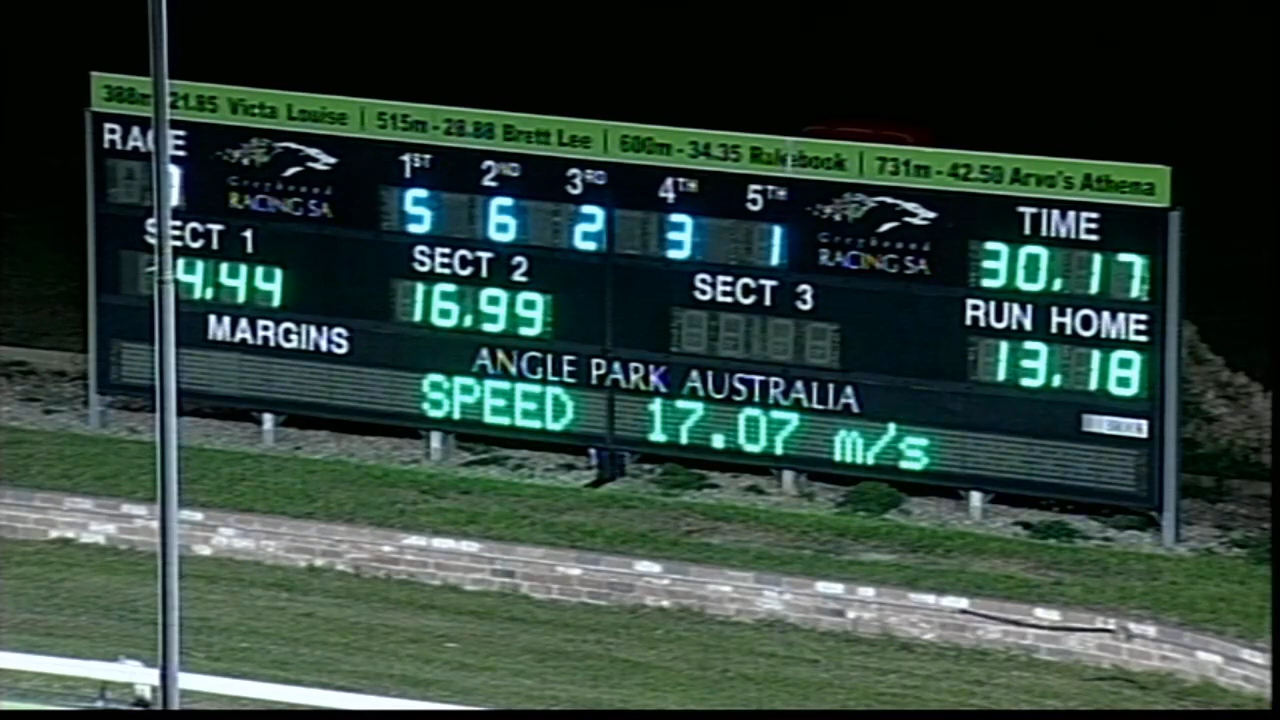 388m 21.85 Victa Louise | 515m - 28.88 Brett Lee | 600m - 34.35 Rulebook | 731m - 42.50 Arvo's Athena
RACE Greyhound RACING SA 1ST 2ND 3RD 4TH 5TH Greyhound RACING SA TIME
5 6 2 3 1 30.17
SECT 1 SECT 2 SECT 3 RUN HOME
4.44 16.99 13.18
MARGINS
ANGLE PARK AUSTRALIA
SPEED 17.07 m/s